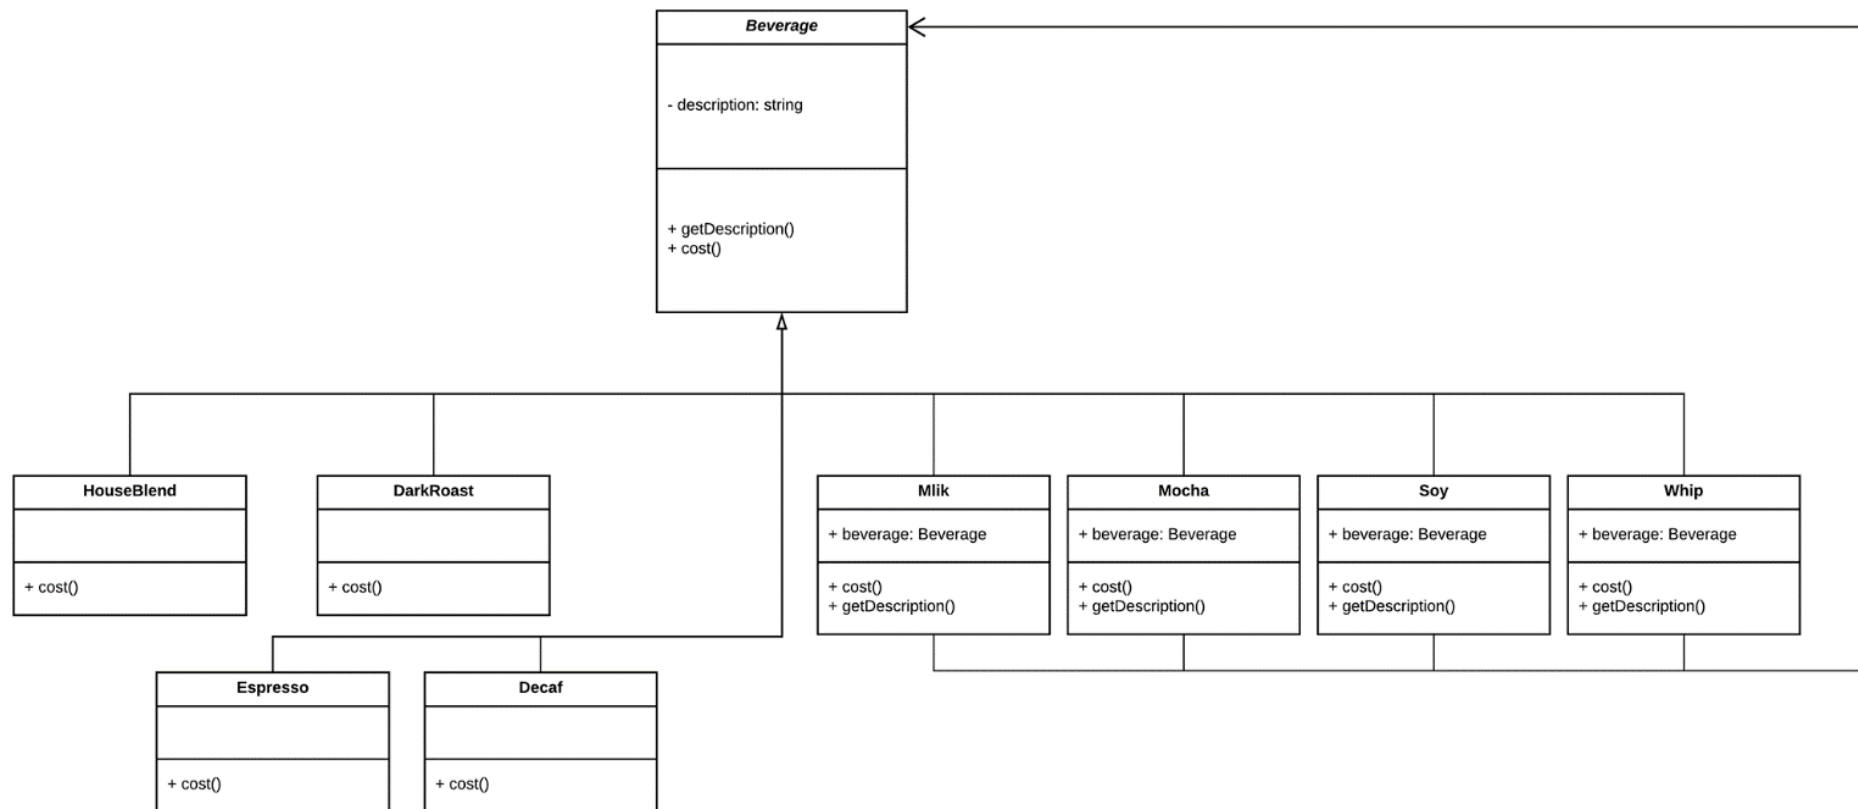 Beverage
- description: string
+ getDescription()
+ cost()
HouseBlend
+ cost()
DarkRoast
+ cost()
Mlik
+ beverage: Beverage
+ cost()
+ getDescription()
Mocha
+ beverage: Beverage
+ cost()
+ getDescription()
Soy
+ beverage: Beverage
+ cost()
+ getDescription()
Whip
+ beverage: Beverage
+ cost()
+ getDescription()
Espresso
+ cost()
Decaf
+ cost()